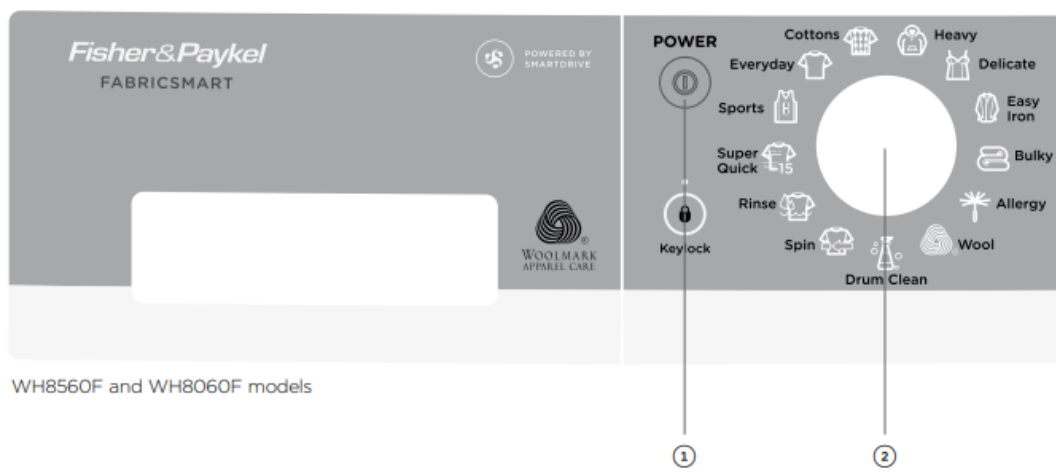 Fisher&Paykel
FABRICSMART
POWERED BY
SMARTDRIVE
WOOLMARK
APPAREL CARE
POWER
Keylock
Cottons
Heavy
Everyday
Delicate
Sports
Easy
Iron
Super
Quick
15
Bulky
Rinse
Allergy
Spin
Wool
Drum Clean
WH8560F and WH8060F models
1
2